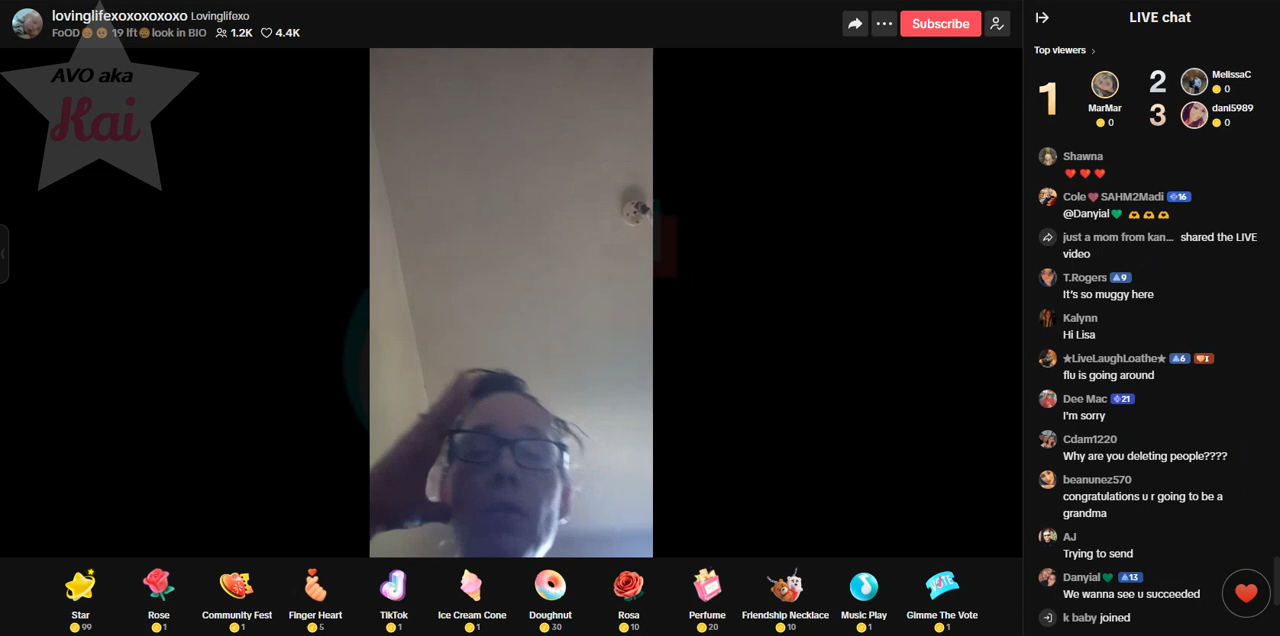 lovinglifexoxoxoxoxo Lovinglifexo
FoOD 19 lft look in BIO 1.2K 4.4K
Subscribe
LIVE chat
AVO aka
Kai
Top viewers
1
MarMar
0
2
MelissaC
0
3
dani5989
0
Shawna
❤️ ❤️ ❤️
Cole SAHM2Madi 16
@Danyial💚 🫶 🫶 🫶
just a mom from kan... shared the LIVE
video
T.Rogers 9
It's so muggy here
Kalynn
Hi Lisa
★LiveLaughLoathe★ 6 I
flu is going around
Dee Mac 21
I'm sorry
Cdam1220
Why are you deleting people????
beanunez570
congratulations u r going to be a
grandma
AJ
Trying to send
Danyial 13
We wanna see u succeeded
k baby joined
Star
99
Rose
1
Community Fest
1
Finger Heart
5
TikTok
1
Ice Cream Cone
1
Doughnut
30
Rosa
10
Perfume
20
Friendship Necklace
10
Music Play
1
VOTE
Gimme The Vote
1